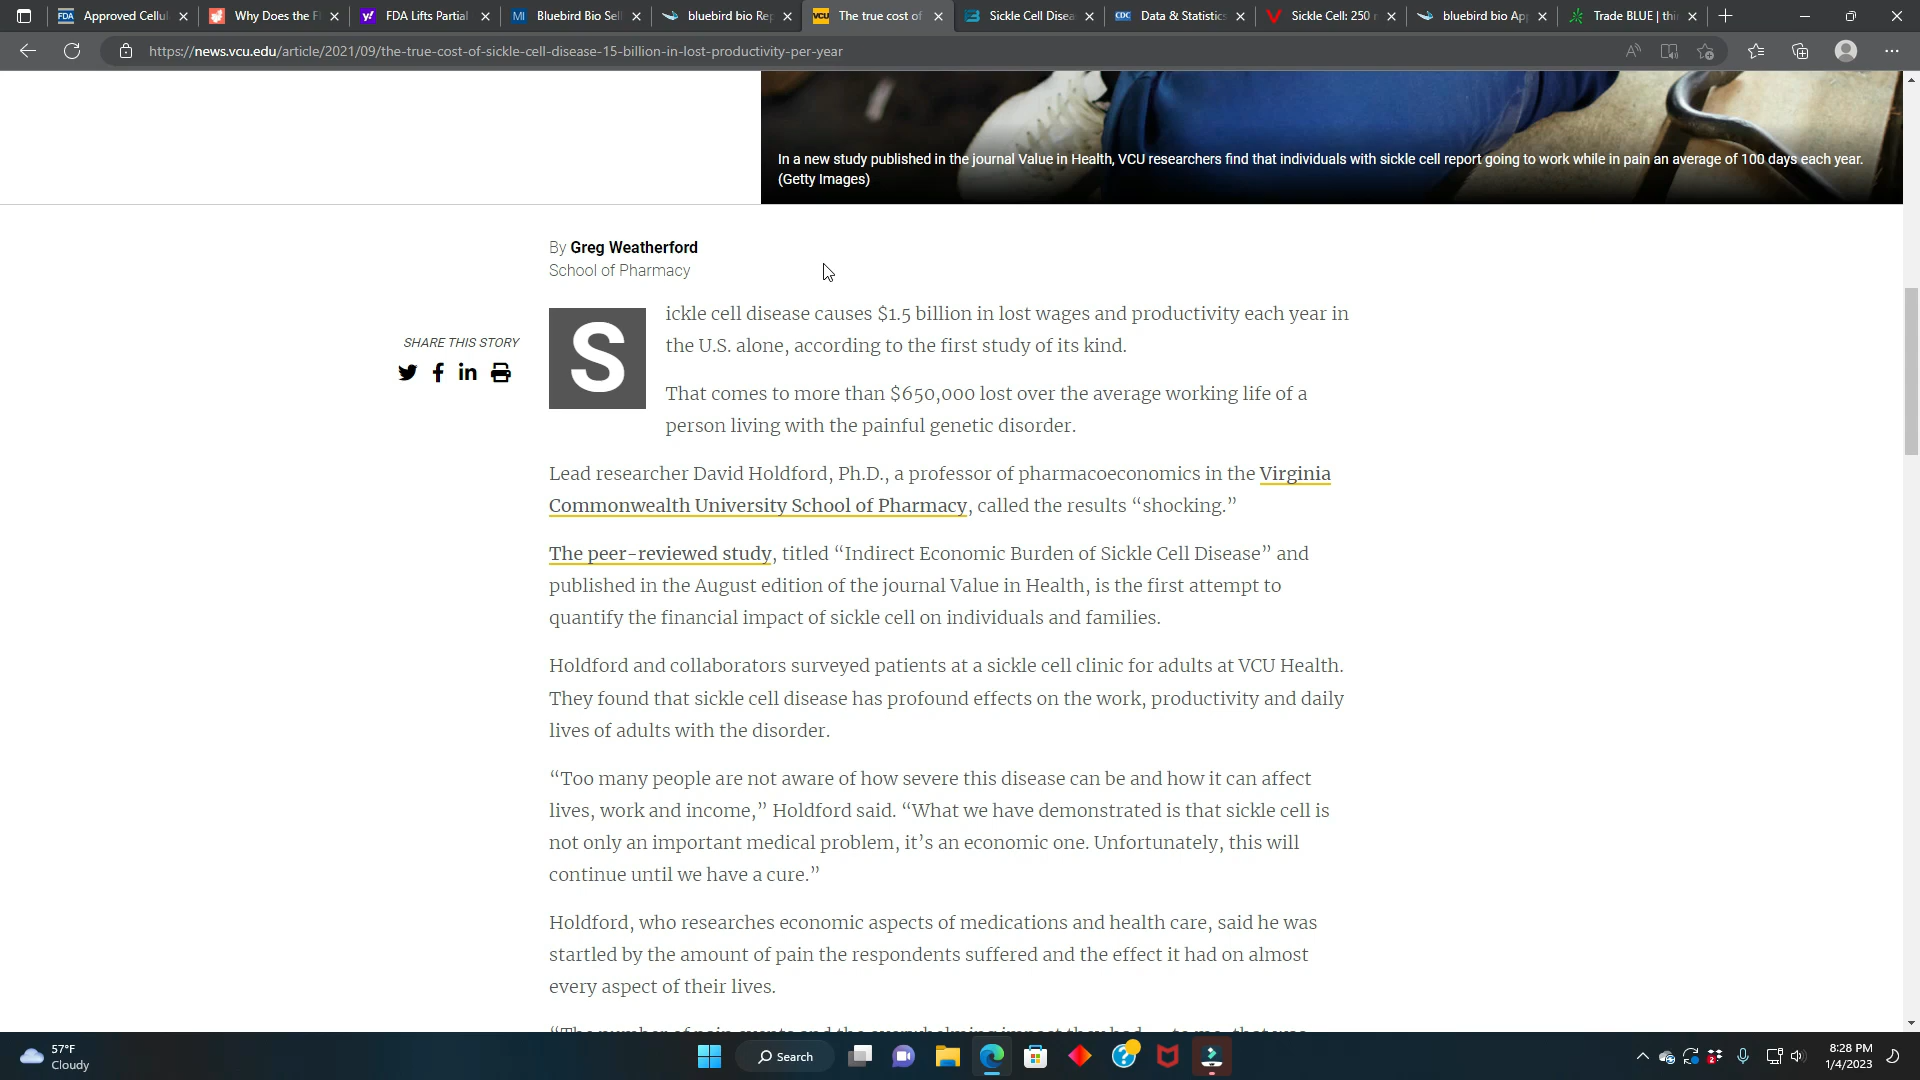 Approved Cellul
Why Does the F
FDA Lifts Partial
Bluebird Bio Sel
bluebird bio Rep
The true cost of
Sickle Cell Disea
Data & Statistics
Sickle Cell: 250
bluebird bio Ap
Trade BLUE | thi
https://news.vcu.edu/article/2021/09/the-true-cost-of-sickle-cell-disease-15-billion-in-lost-productivity-per-year
In a new study published in the journal Value in Health, VCU researchers find that individuals with sickle cell report going to work while in pain an average of 100 days each year.
(Getty Images)
By Greg Weatherford
School of Pharmacy
SHARE THIS STORY
Sickle cell disease causes $1.5 billion in lost wages and productivity each year in
the U.S. alone, according to the first study of its kind.
That comes to more than $650,000 lost over the average working life of a
person living with the painful genetic disorder.
Lead researcher David Holdford, Ph.D., a professor of pharmacoeconomics in the Virginia
Commonwealth University School of Pharmacy, called the results “shocking.”
The peer-reviewed study, titled “Indirect Economic Burden of Sickle Cell Disease” and
published in the August edition of the journal Value in Health, is the first attempt to
quantify the financial impact of sickle cell on individuals and families.
Holdford and collaborators surveyed patients at a sickle cell clinic for adults at VCU Health.
They found that sickle cell disease has profound effects on the work, productivity and daily
lives of adults with the disorder.
“Too many people are not aware of how severe this disease can be and how it can affect
lives, work and income,” Holdford said. “What we have demonstrated is that sickle cell is
not only an important medical problem, it’s an economic one. Unfortunately, this will
continue until we have a cure.”
Holdford, who researches economic aspects of medications and health care, said he was
startled by the amount of pain the respondents suffered and the effect it had on almost
every aspect of their lives.
57°F
Cloudy
Search
8:28 PM
1/4/2023